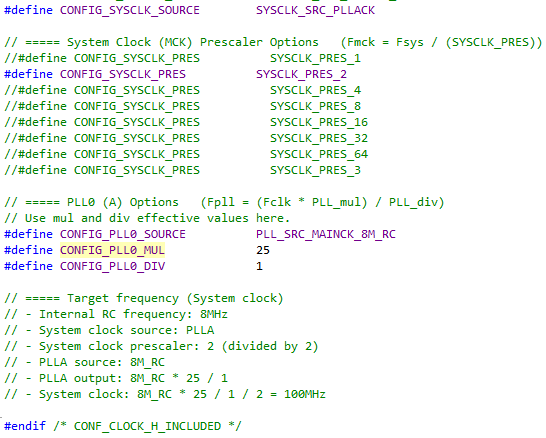 #define CONFIG_SYSCLK_SOURCE SYSCLK_SRC_PLLACK
// ===== System Clock (MCK) Prescaler Options (Fmck = Fsys / (SYSCLK_PRES))
//#define CONFIG_SYSCLK_PRES SYSCLK_PRES_1
#define CONFIG_SYSCLK_PRES SYSCLK_PRES_2
//#define CONFIG_SYSCLK_PRES SYSCLK_PRES_4
//#define CONFIG_SYSCLK_PRES SYSCLK_PRES_8
//#define CONFIG_SYSCLK_PRES SYSCLK_PRES_16
//#define CONFIG_SYSCLK_PRES SYSCLK_PRES_32
//#define CONFIG_SYSCLK_PRES SYSCLK_PRES_64
//#define CONFIG_SYSCLK_PRES SYSCLK_PRES_3
// ===== PLL0 (A) Options (Fpll = (Fclk * PLL_mul) / PLL_div)
// Use mul and div effective values here.
#define CONFIG_PLL0_SOURCE PLL_SRC_MAINCK_8M_RC
#define CONFIG_PLL0_MUL 25
#define CONFIG_PLL0_DIV 1
// ===== Target frequency (System clock)
// - Internal RC frequency: 8MHz
// - System clock source: PLLA
// - System clock prescaler: 2 (divided by 2)
// - PLLA source: 8M_RC
// - PLLA output: 8M_RC * 25 / 1
// - System clock: 8M_RC * 25 / 1 / 2 = 100MHz
#endif /* CONF_CLOCK_H_INCLUDED */